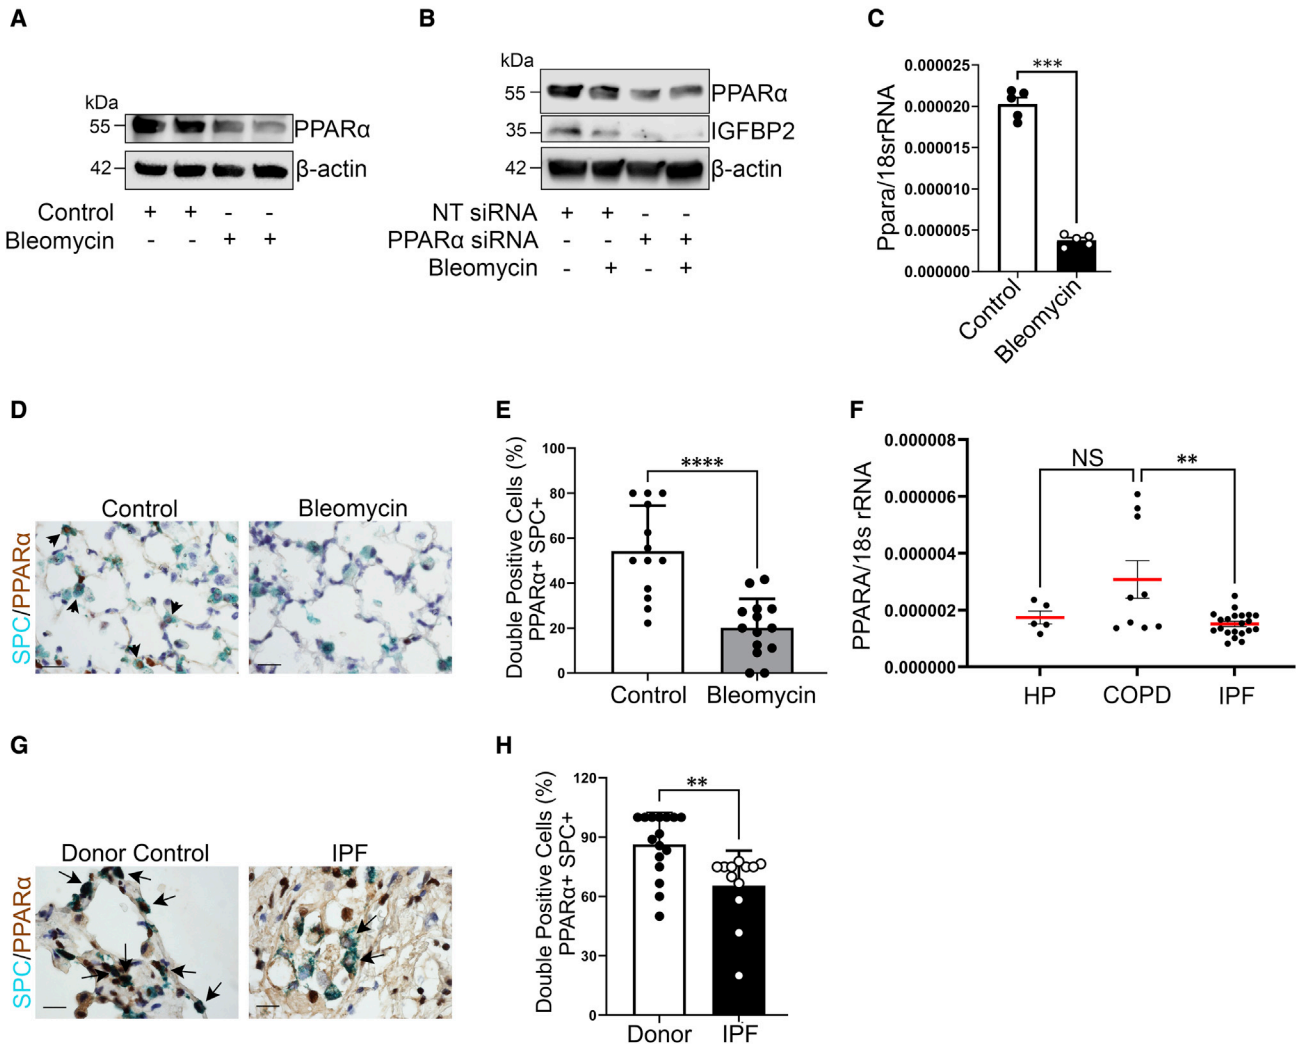 A
kDa
55
PPARα
42
β-actin
Control + + - -
Bleomycin - - + +
B
kDa
55
PPARα
35
IGFBP2
42
β-actin
NT siRNA + + - -
PPARα siRNA - - + +
Bleomycin - + - +
C
Ppara/18srRNA
0.000025
0.000020
0.000015
0.000010
0.000005
0.000000
***
Control
Bleomycin
D
Control
Bleomycin
SPC/PPARα
E
Double Positive Cells (%)
PPARα+ SPC+
100
80
60
40
20
0
****
Control
Bleomycin
F
PPARA/18s rRNA
0.000008
0.000006
0.000004
0.000002
0.000000
NS
**
HP
COPD
IPF
G
Donor Control
IPF
SPC/PPARα
H
Double Positive Cells (%)
PPARα+ SPC+
120
90
60
30
0
**
Donor
IPF